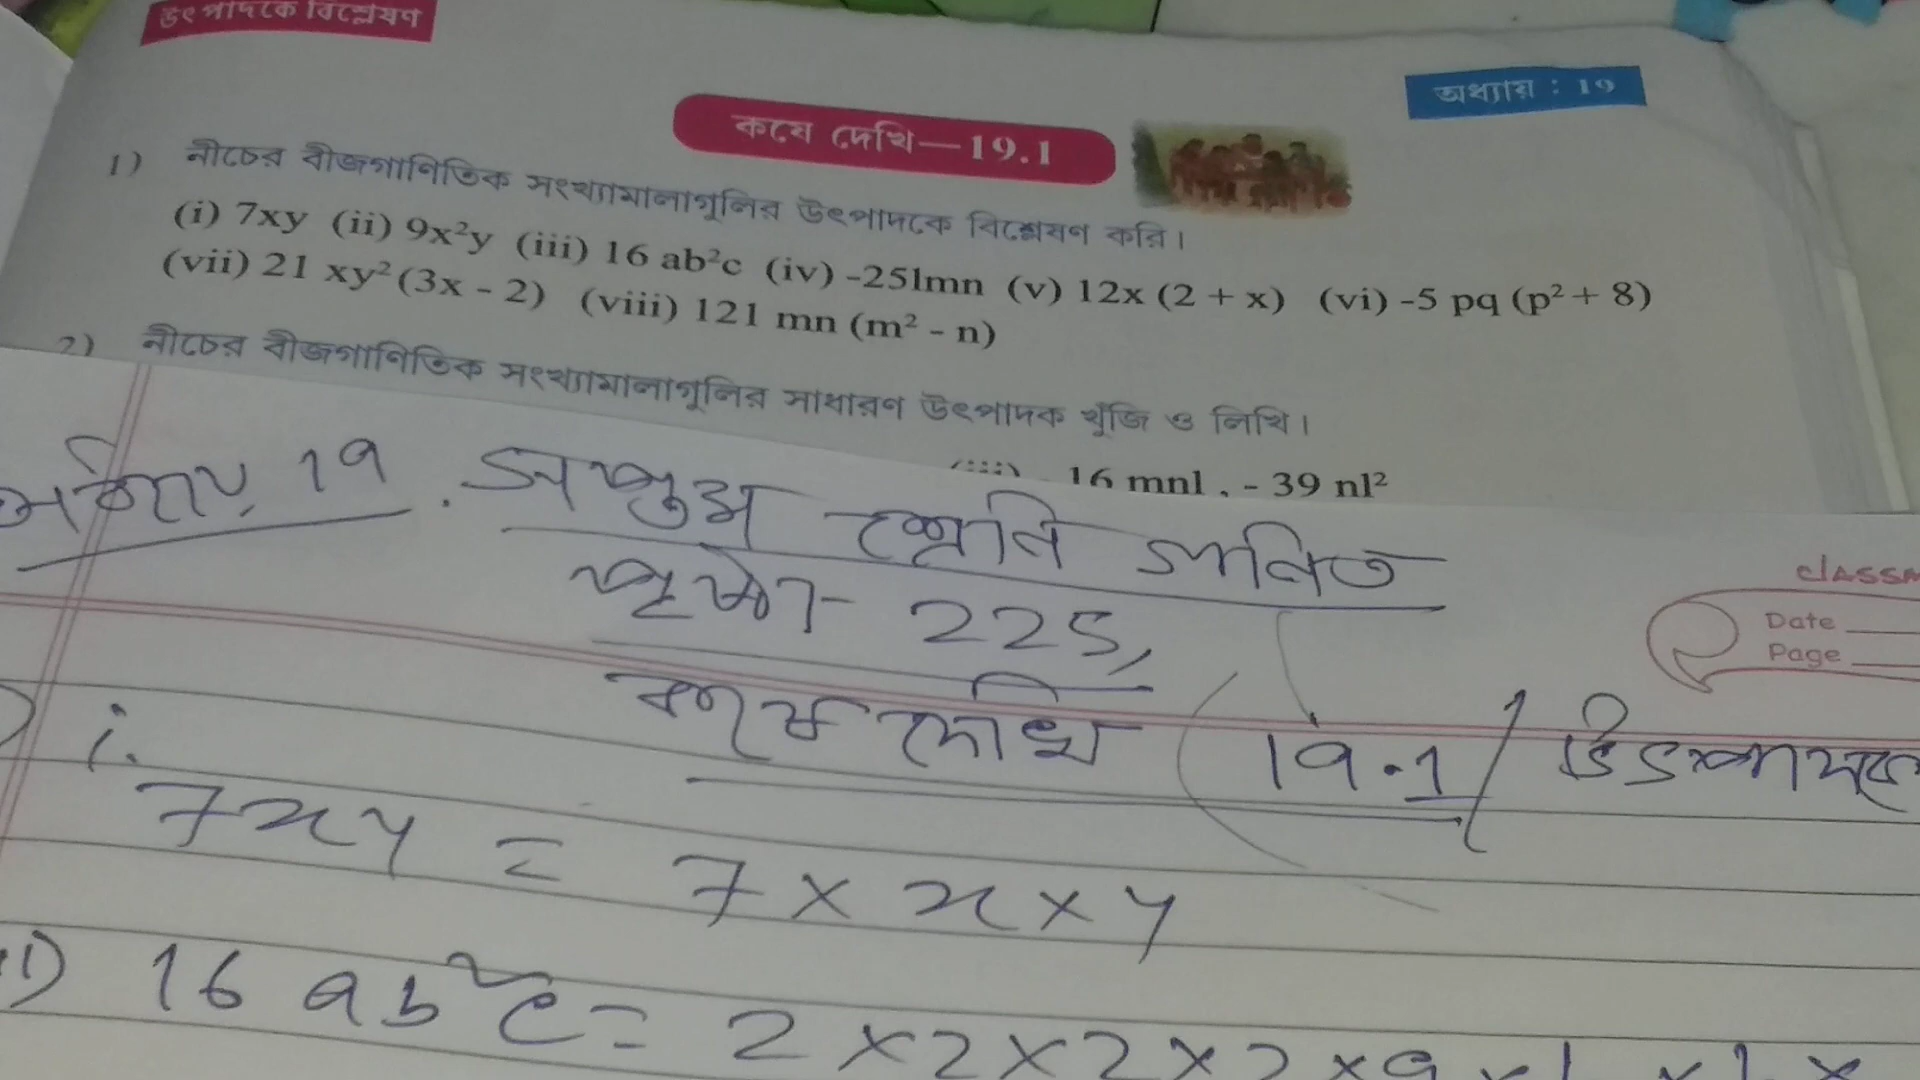 উৎপাদকে বিশ্লেষণ
অধ্যায় : 19
কষে দেখি—19.1
1) নীচের বীজগাণিতিক সংখ্যামালাগুলির উৎপাদকে বিশ্লেষণ করি।
(i) 7xy (ii) 9x²y (iii) 16 ab²c (iv) -25lmn (v) 12x (2 + x) (vi) -5 pq (p² + 8)
(vii) 21 xy² (3x - 2) (viii) 121 mn (m² - n)
2) নীচের বীজগাণিতিক সংখ্যামালাগুলির সাধারণ উৎপাদক খুঁজি ও লিখি।
(iii) 16 mnl , - 39 nl²
19. সপ্তম শ্রেনি গনিত
পৃষ্ঠা- 225,
Date
Page
কষে দেখি (19.1)
i.
7xy = 7 × x × y
16 ab²c = 2 × 2 × 2 × 2 × a ×